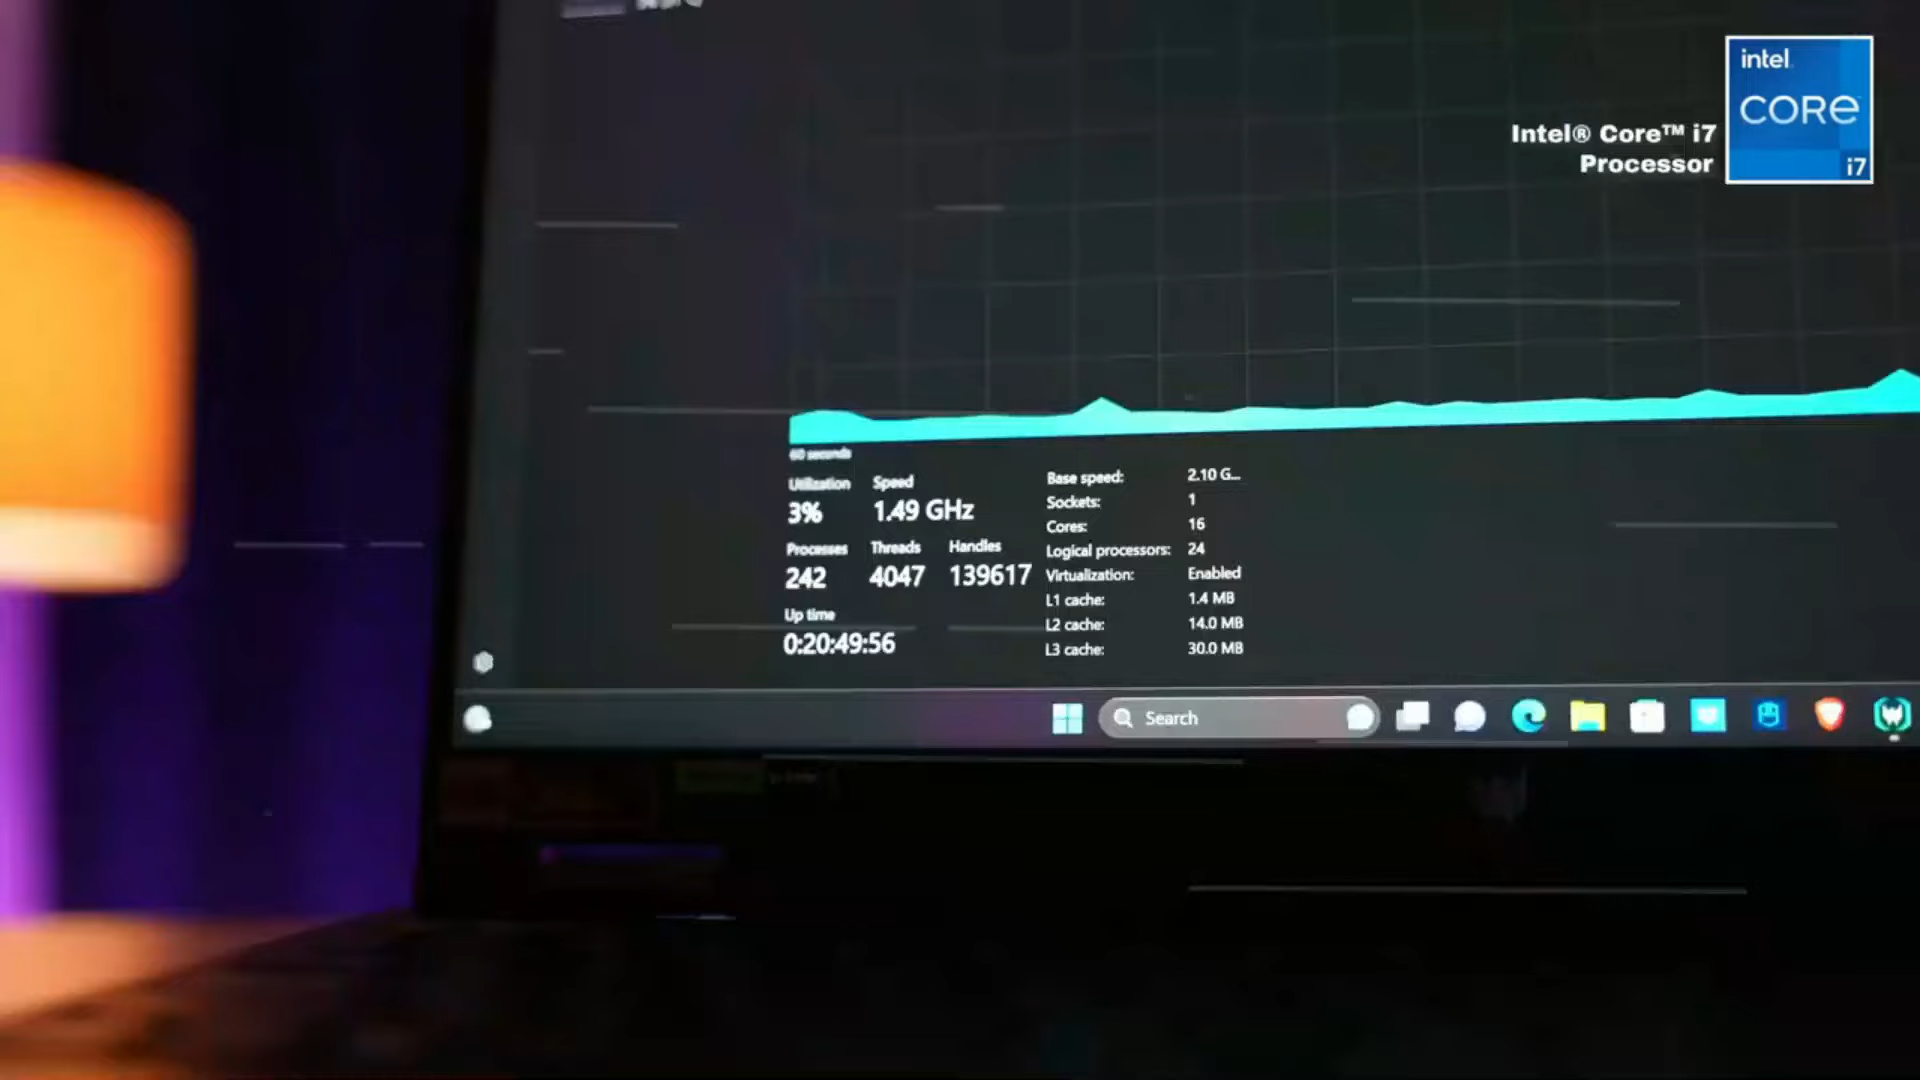 intel
CORE
i7
Intel® Core™ i7
Processor
60 seconds
Utilization
Speed
3%
1.49 GHz
Processes
Threads
Handles
242
4047
139617
Up time
0:20:49:56
Base speed:
2.10 G...
Sockets:
1
Cores:
16
Logical processors:
24
Virtualization:
Enabled
L1 cache:
1.4 MB
L2 cache:
14.0 MB
L3 cache:
30.0 MB
Search